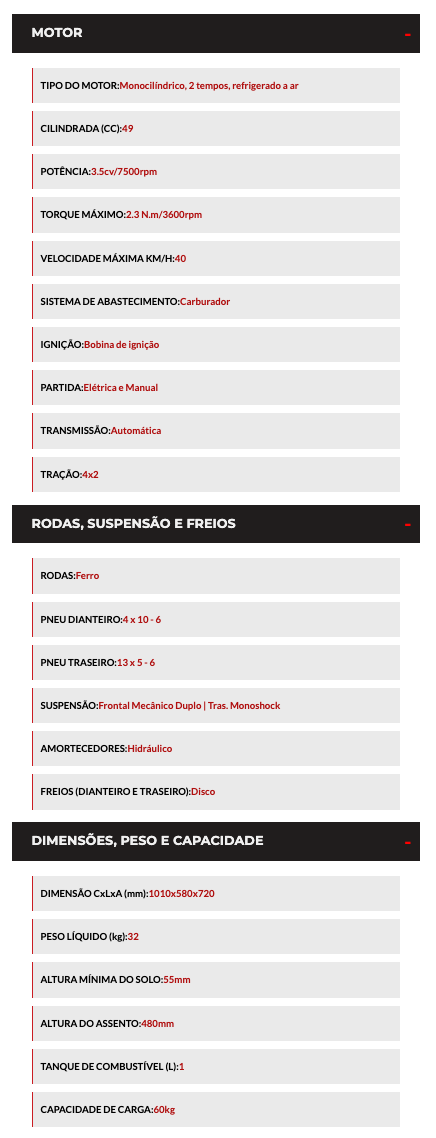 MOTOR -
TIPO DO MOTOR:Monocilíndrico, 2 tempos, refrigerado a ar
CILINDRADA (CC):49
POTÊNCIA:3.5cv/7500rpm
TORQUE MÁXIMO:2.3 N.m/3600rpm
VELOCIDADE MÁXIMA KM/H:40
SISTEMA DE ABASTECIMENTO:Carburador
IGNIÇÃO:Bobina de ignição
PARTIDA:Elétrica e Manual
TRANSMISSÃO:Automática
TRAÇÃO:4x2
RODAS, SUSPENSÃO E FREIOS -
RODAS:Ferro
PNEU DIANTEIRO:4 x 10 - 6
PNEU TRASEIRO:13 x 5 - 6
SUSPENSÃO:Frontal Mecânico Duplo | Tras. Monoshock
AMORTECEDORES:Hidráulico
FREIOS (DIANTEIRO E TRASEIRO):Disco
DIMENSÕES, PESO E CAPACIDADE -
DIMENSÃO CxLxA (mm):1010x580x720
PESO LÍQUIDO (kg):32
ALTURA MÍNIMA DO SOLO:55mm
ALTURA DO ASSENTO:480mm
TANQUE DE COMBUSTÍVEL (L):1
CAPACIDADE DE CARGA:60kg